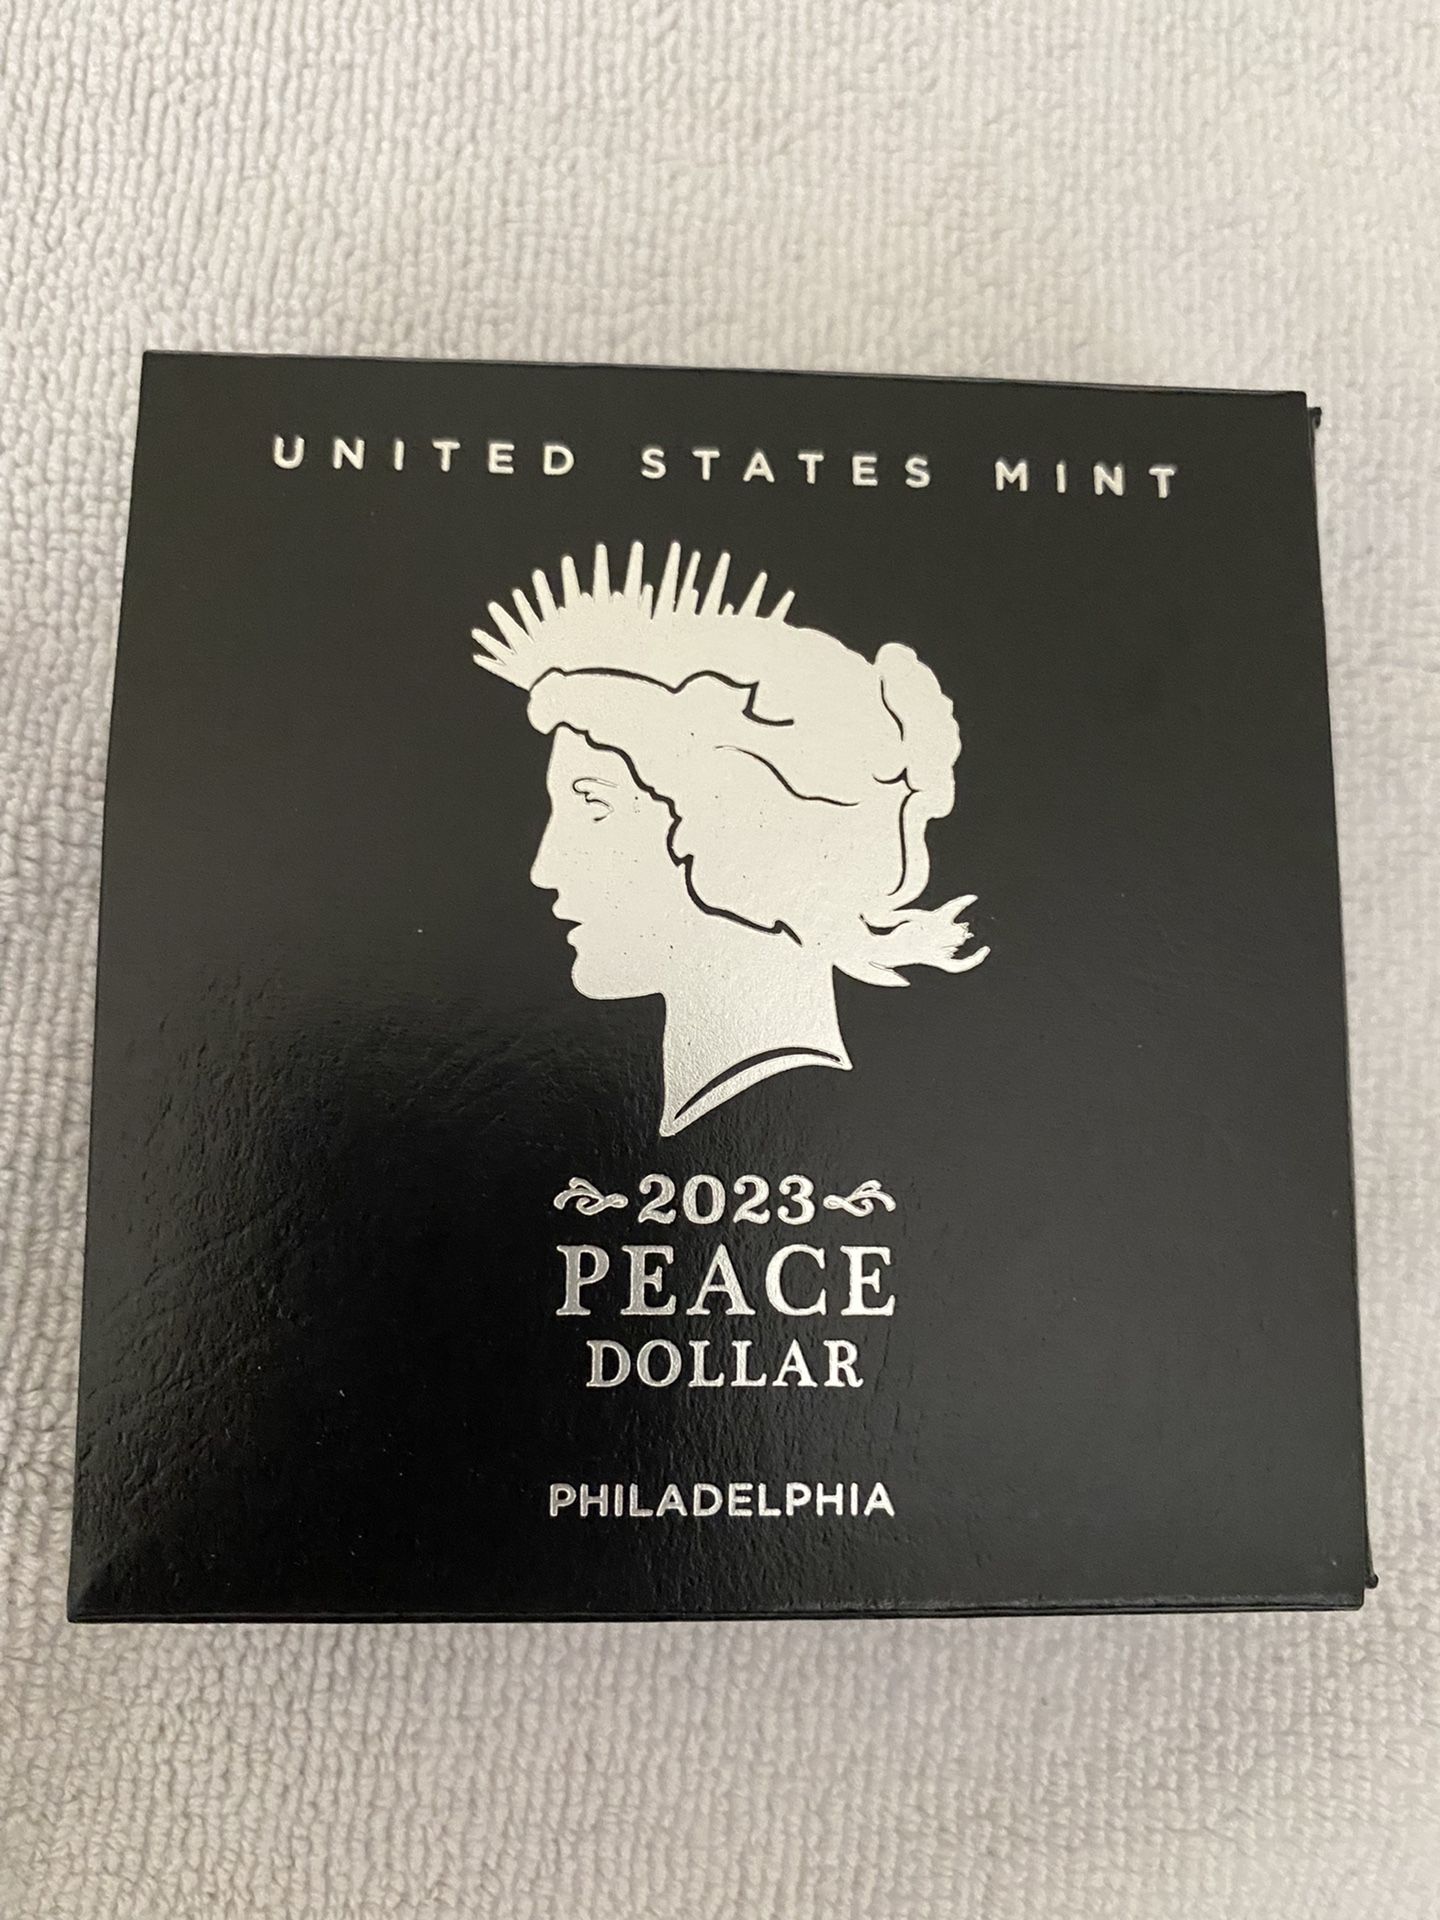 UNITED STATES MINT
2023
PEACE
DOLLAR
PHILADELPHIA